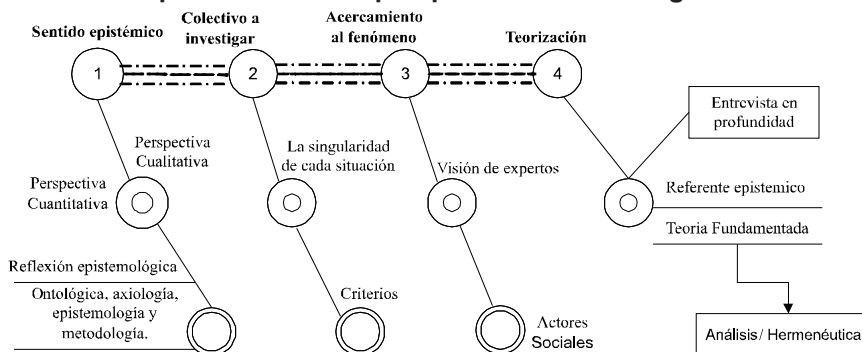 Sentido epistémico
Colectivo a
investigar
Acercamiento
al fenómeno
Teorización
1
2
3
4
Entrevista en
profundidad
Perspectiva
Cualitativa
Perspectiva
Cuantitativa
La singularidad
de cada situación
Visión de expertos
Referente epistemico
Teoria Fundamentada
Reflexión epistemológica
Ontológica, axiología,
epistemología y
metodología.
Criterios
Actores
Sociales
Análisis/ Hermenéutica